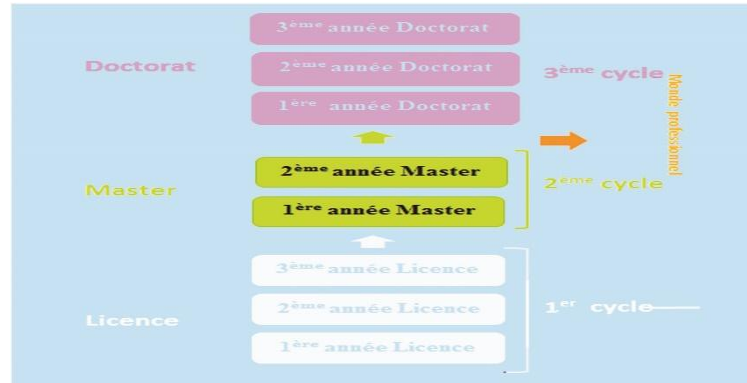 3ème année Doctorat
Doctorat
2ème année Doctorat
3ème cycle
1ère année Doctorat
Monde professionnel
2ème année Master
Master
2ème cycle
1ère année Master
3ème année Licence
2ème année Licence
1er cycle
Licence
1ère année Licence